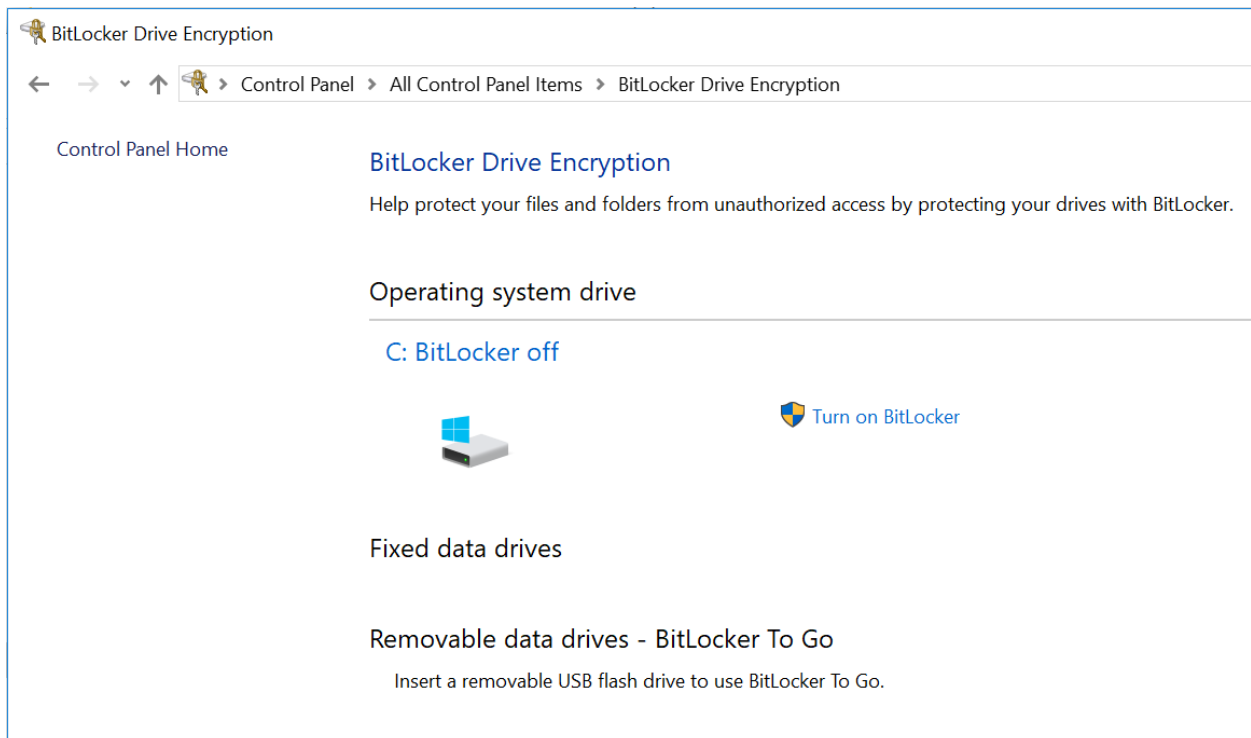 BitLocker Drive Encryption
Control Panel > All Control Panel Items > BitLocker Drive Encryption
Control Panel Home
BitLocker Drive Encryption
Help protect your files and folders from unauthorized access by protecting your drives with BitLocker.
Operating system drive
C: BitLocker off
Turn on BitLocker
Fixed data drives
Removable data drives - BitLocker To Go
Insert a removable USB flash drive to use BitLocker To Go.